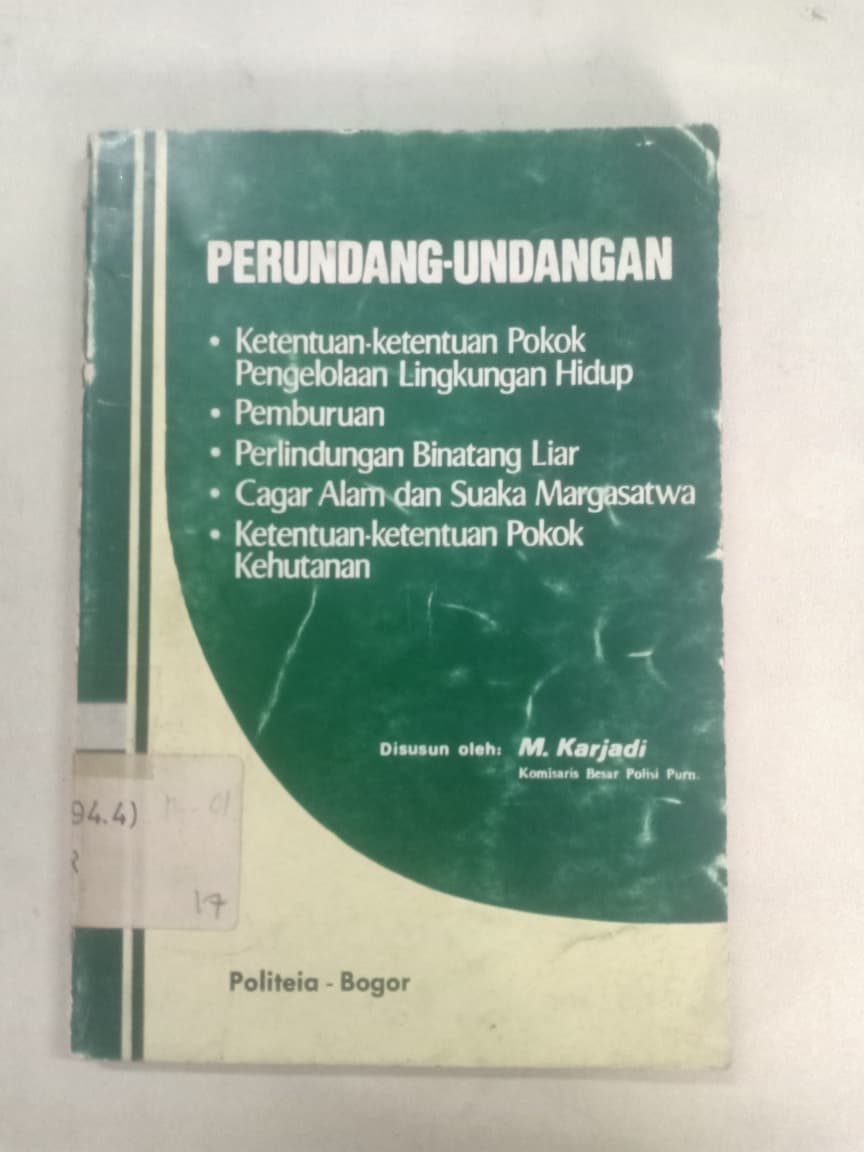 PERUNDANG-UNDANGAN
• Ketentuan-ketentuan Pokok
Pengelolaan Lingkungan Hidup
• Pemburuan
• Perlindungan Binatang Liar
• Cagar Alam dan Suaka Margasatwa
• Ketentuan-ketentuan Pokok
Kehutanan
Disusun oleh: M. Karjadi
Komisaris Besar Polisi Purn.
94.4)
17
Politeia - Bogor